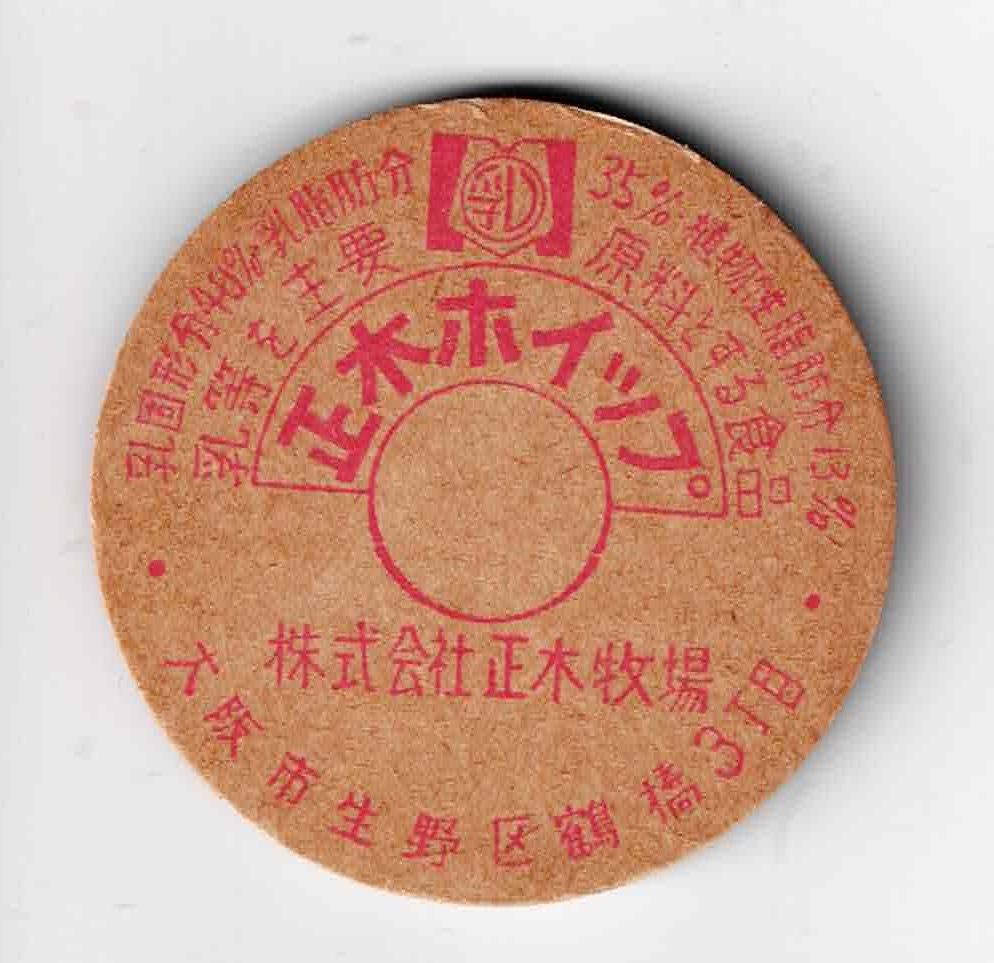 乳固形分48%乳脂肪分 35%植物性脂肪分13%
乳等を主要原料とする食品
正木ホイップ
株式会社正木牧場
大阪市生野区鶴橋3丁目